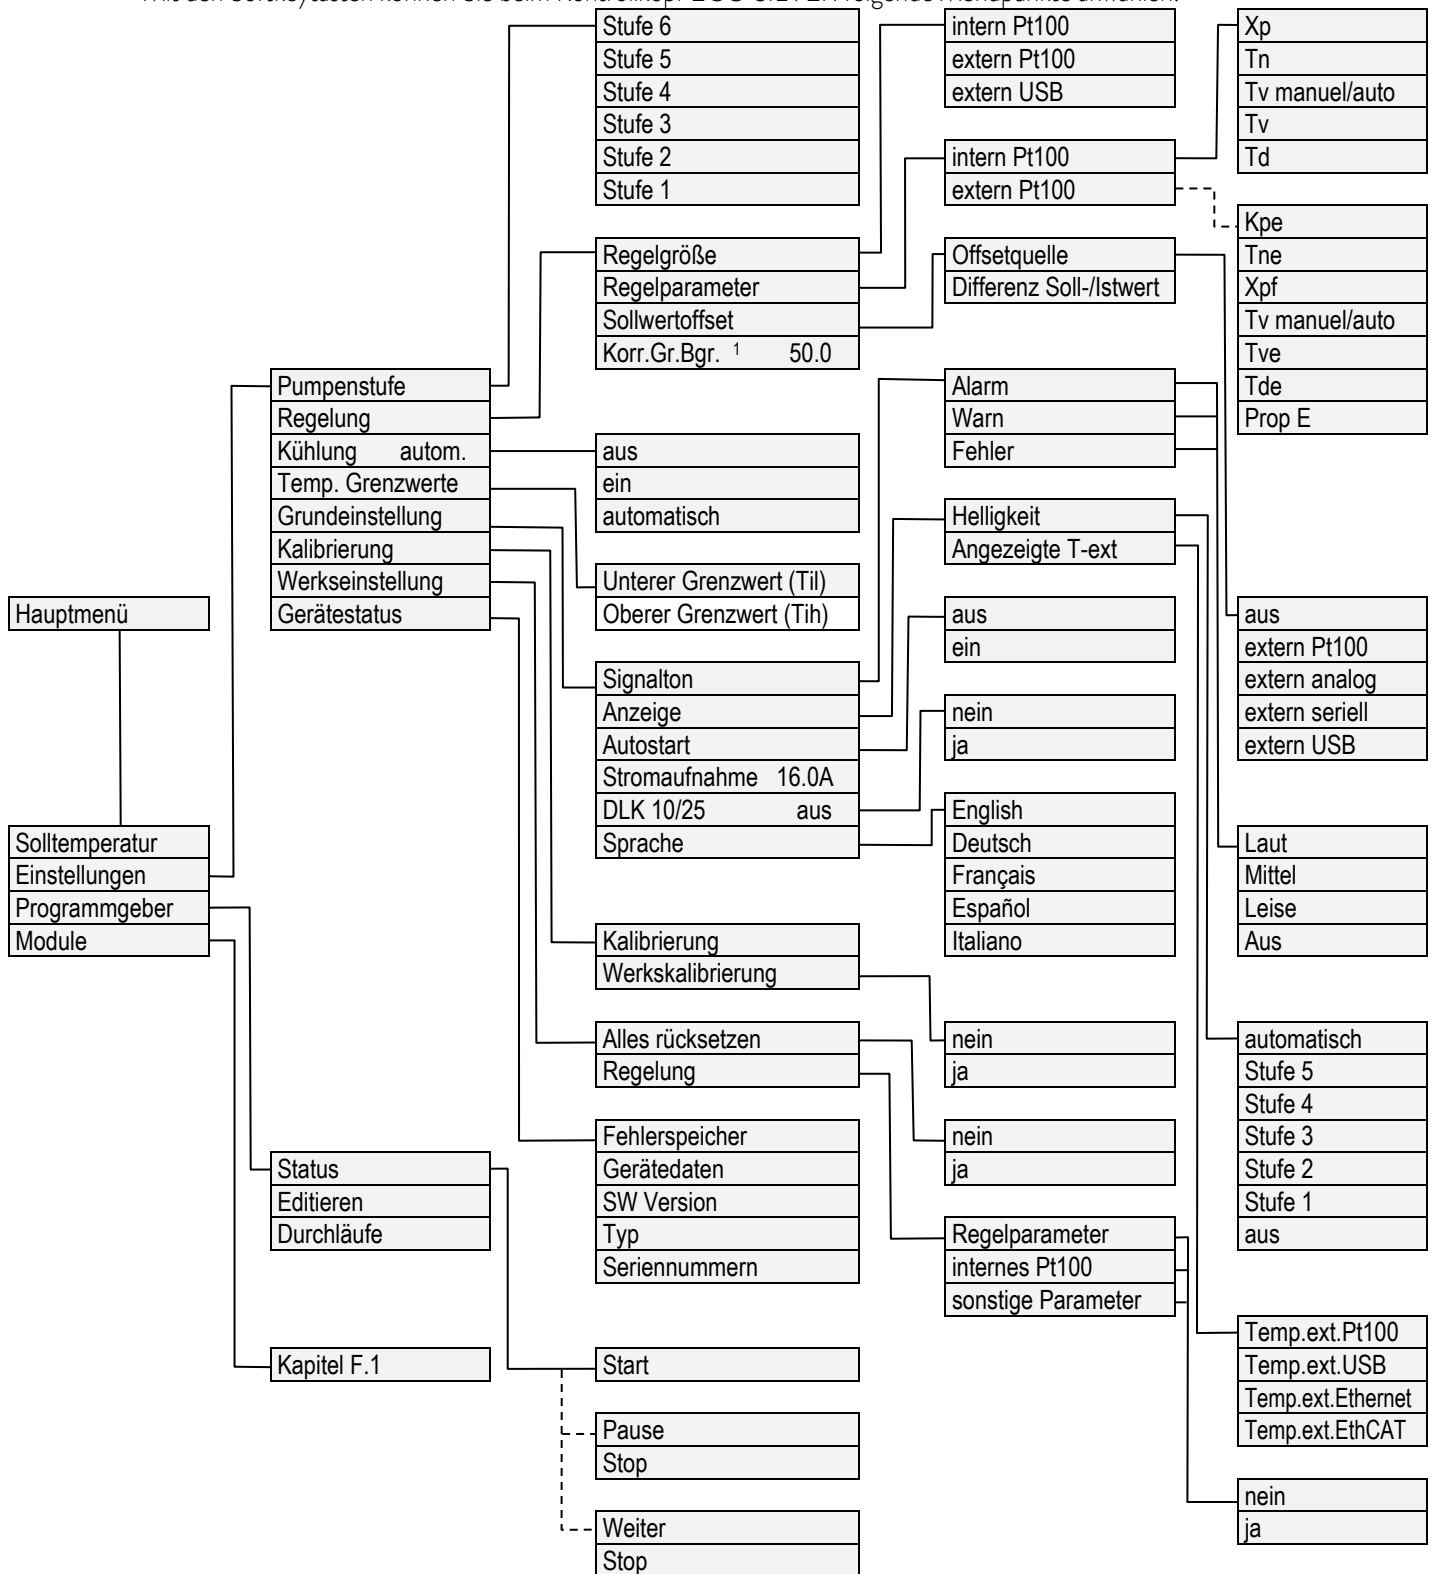 Stufe 6
Stufe 5
Stufe 4
Stufe 3
Stufe 2
Stufe 1
intern Pt100
extern Pt100
extern USB
Xp
Tn
Tv manuel/auto
Tv
Td
intern Pt100
extern Pt100
Kpe
Tne
Xpf
Tv manuel/auto
Tve
Tde
Prop E
Regelgröße
Regelparameter
Sollwertoffset
Korr.Gr.Bgr. 1 50.0
Offsetquelle
Differenz Soll-/Istwert
Pumpenstufe
Regelung
Kühlung autom.
Temp. Grenzwerte
Grundeinstellung
Kalibrierung
Werkseinstellung
Gerätestatus
aus
ein
automatisch
Alarm
Warn
Fehler
Helligkeit
Angezeigte T-ext
Unterer Grenzwert (Til)
Oberer Grenzwert (Tih)
Hauptmenü
aus
ein
aus
extern Pt100
extern analog
extern seriell
extern USB
Signalton
Anzeige
Autostart
Stromaufnahme 16.0A
DLK 10/25 aus
Sprache
nein
ja
English
Deutsch
Français
Español
Italiano
Solltemperatur
Einstellungen
Programmgeber
Module
Laut
Mittel
Leise
Aus
Kalibrierung
Werkskalibrierung
Alles rücksetzen
Regelung
nein
ja
automatisch
Stufe 5
Stufe 4
Stufe 3
Stufe 2
Stufe 1
aus
Fehlerspeicher
Gerätedaten
SW Version
Typ
Seriennummern
nein
ja
Status
Editieren
Durchläufe
Regelparameter
internes Pt100
sonstige Parameter
Temp.ext.Pt100
Temp.ext.USB
Temp.ext.Ethernet
Temp.ext.EthCAT
Kapitel F.1
Start
Pause
Stop
Weiter
Stop
nein
ja